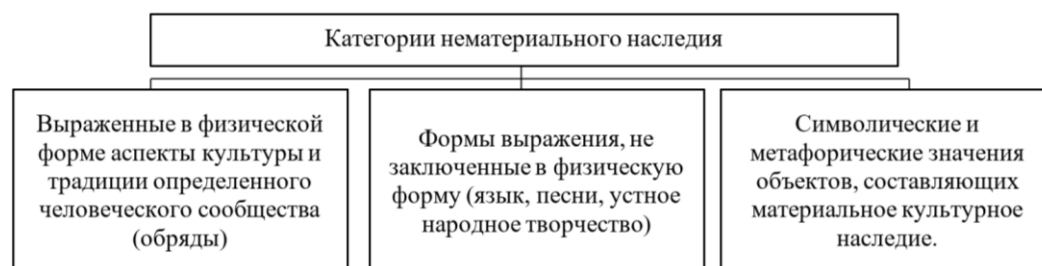 Категории нематериального наследия
Выраженные в физической
форме аспекты культуры и
традиции определенного
человеческого сообщества
(обряды)
Формы выражения, не
заключенные в физическую
форму (язык, песни, устное
народное творчество)
Символические и
метафорические значения
объектов, составляющих
материальное культурное
наследие.